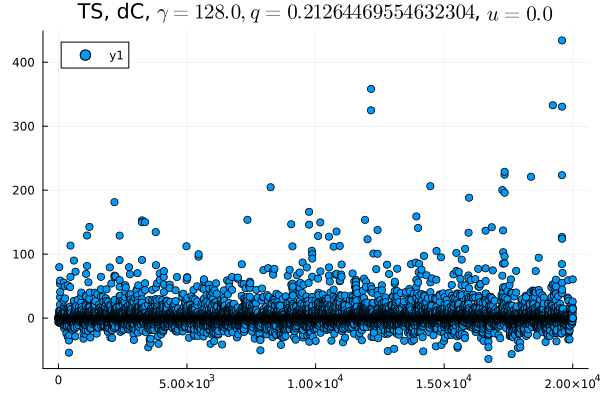 TS, dC, γ = 128.0, q = 0.21264469554632304, u = 0.0
y1
400
300
200
100
0
0 5.00×10³ 1.00×10⁴ 1.50×10⁴ 2.00×10⁴